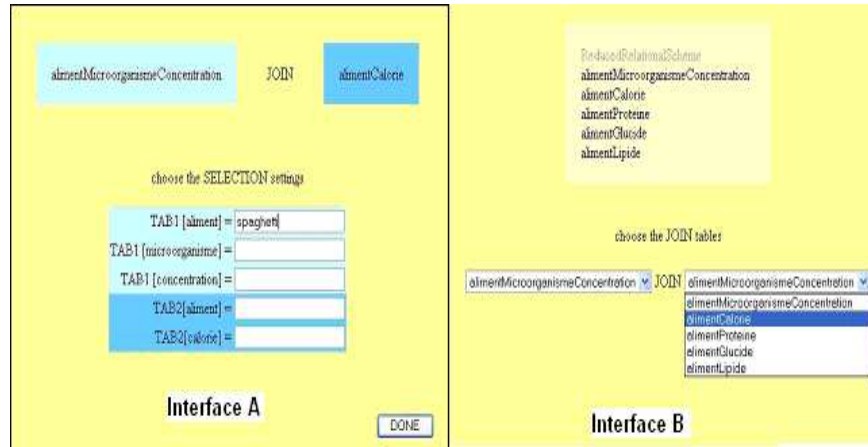 alimentMicroorganismeConcentration JOIN alimentCalorie
choose the SELECTION settings
TAB1 [aliment] = spagheti
TAB1 [microorganisme] =
TAB1 [concentration] =
TAB2[aliment] =
TAB2[calorie] =
Interface A
DONE
ReducedRelationalScheme
alimentMicroorganismeConcentration
alimentCalorie
alimentProteine
alimentGlucide
alimentLipide
choose the JOIN tables
alimentMicroorganismeConcentration JOIN alimentMicroorganismeConcentration
alimentMicroorganismeConcentration
alimentCalorie
alimentProteine
alimentGlucide
alimentLipide
Interface B